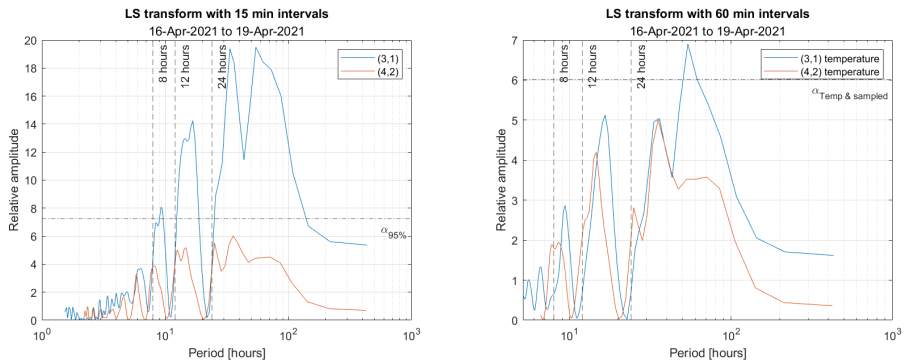 LS transform with 15 min intervals
16-Apr-2021 to 19-Apr-2021
20
18
16
14
12
10
8
6
4
2
0
Relative amplitude
8 hours
12 hours
24 hours
(3,1)
(4,2)
α95%
10^0
10^1
10^2
10^3
Period [hours]
LS transform with 60 min intervals
16-Apr-2021 to 19-Apr-2021
7
6
5
4
3
2
1
0
Relative amplitude
8 hours
12 hours
24 hours
(3,1) temperature
(4,2) temperature
αTemp & sampled
10^1
10^2
10^3
Period [hours]